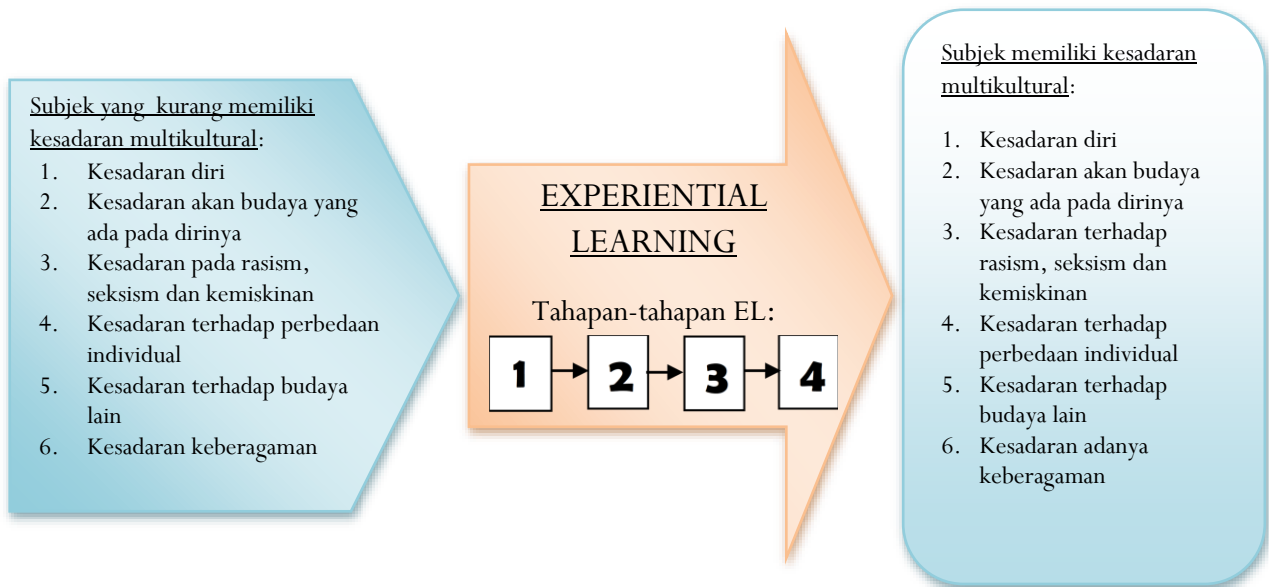 Subjek yang kurang memiliki
kesadaran multikultural:
1. Kesadaran diri
2. Kesadaran akan budaya yang
ada pada dirinya
3. Kesadaran pada rasism,
seksism dan kemiskinan
4. Kesadaran terhadap perbedaan
individual
5. Kesadaran terhadap budaya
lain
6. Kesadaran keberagaman
EXPERIENTIAL
LEARNING
Tahapan-tahapan EL:
1 2 3 4
Subjek memiliki kesadaran
multikultural:
1. Kesadaran diri
2. Kesadaran akan budaya
yang ada pada dirinya
3. Kesadaran terhadap
rasism, seksism dan
kemiskinan
4. Kesadaran terhadap
perbedaan individual
5. Kesadaran terhadap
budaya lain
6. Kesadaran adanya
keberagaman